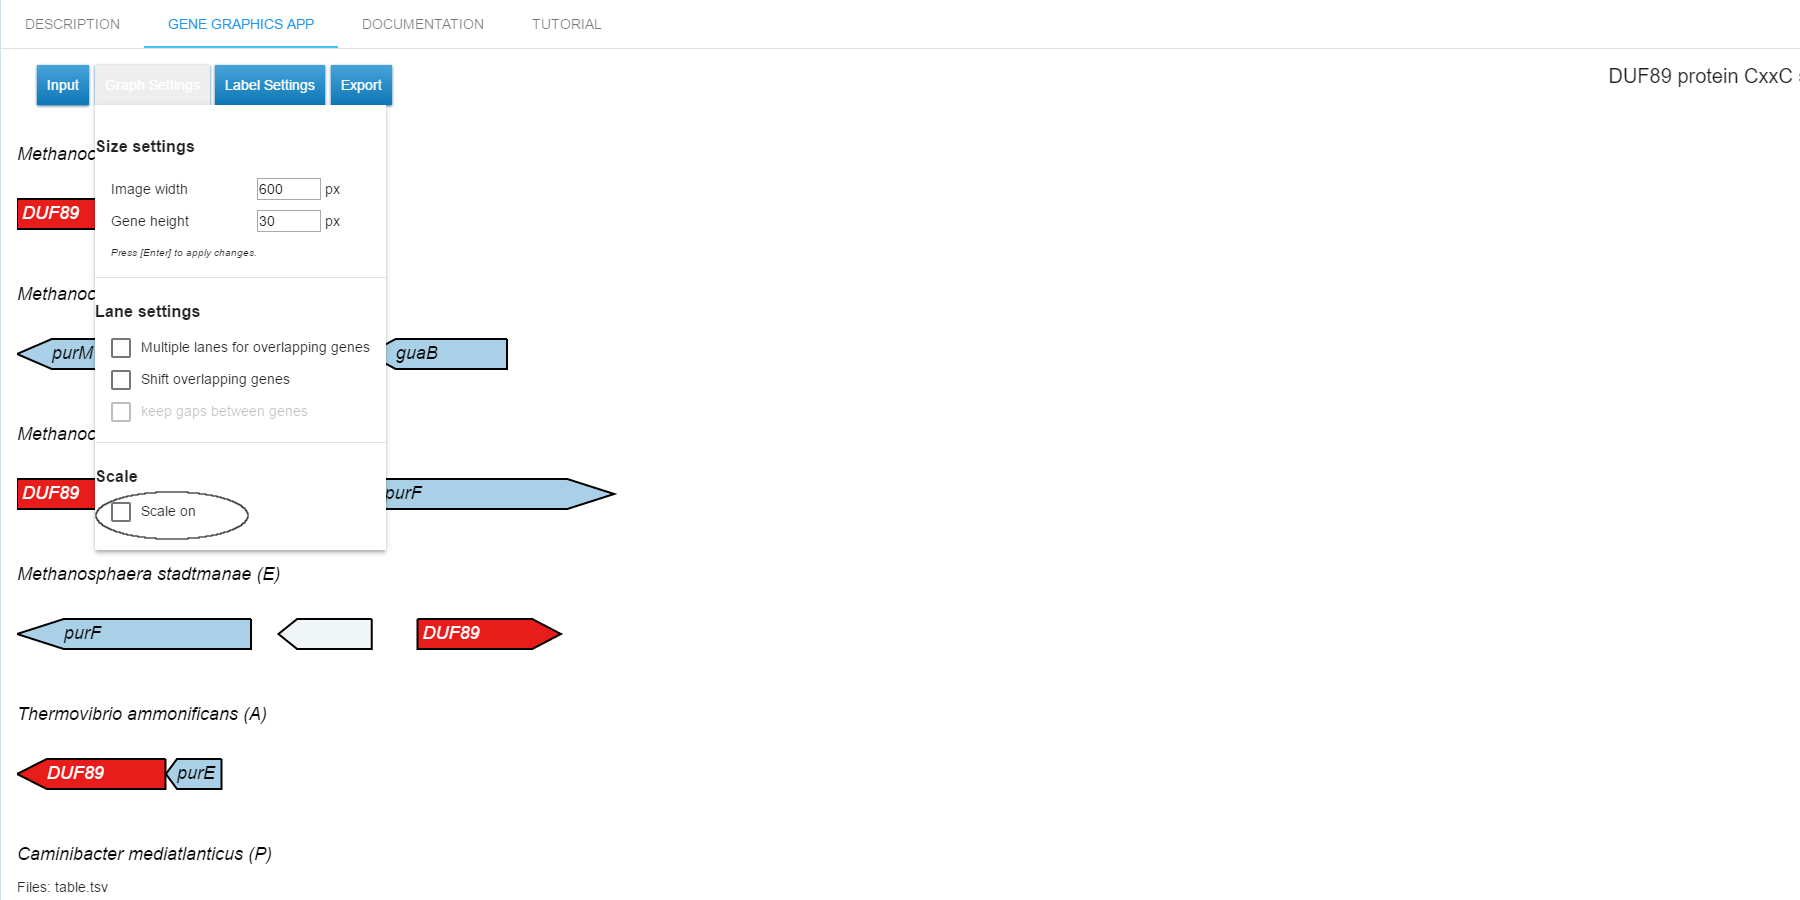 DESCRIPTION GENE GRAPHICS APP DOCUMENTATION TUTORIAL
Input Graph Settings Label Settings Export
DUF89 protein CxxC
Methanoc
DUF89
Size settings
Image width 600 px
Gene height 30 px
Press [Enter] to apply changes.
Methanoc
purM guaB
Lane settings
Multiple lanes for overlapping genes
Shift overlapping genes
keep gaps between genes
Methanoc
DUF89 purF
Scale
Scale on
Methanosphaera stadtmanae (E)
purF DUF89
Thermovibrio ammonificans (A)
DUF89 purE
Caminibacter mediatlanticus (P)
Files: table.tsv